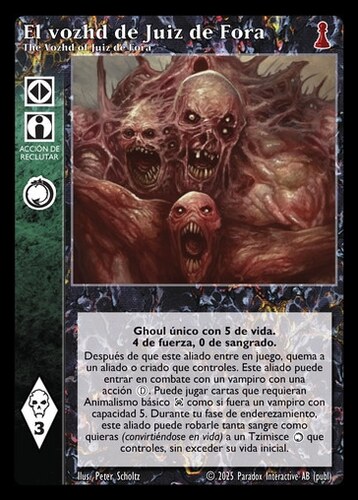 El vozhd de Juiz de Fora
The Vozhd of Juiz de Fora
ACCIÓN DE
RECLUTAR
3
Ghoul único con 5 de vida.
4 de fuerza, 0 de sangrado.
Después de que este aliado entre en juego, quema a
un aliado o criado que controles. Este aliado puede
entrar en combate con un vampiro con una
acción Ⓓ. Puede jugar cartas que requieran
Animalismo básico como si fuera un vampiro con
capacidad 5. Durante tu fase de enderezamiento,
este aliado puede robarle tanta sangre como
quieras (convirtiéndose en vida) a un Tzimisce que
controles, sin exceder su vida inicial.
Ilus: Peter Scholtz © 2025 Paradox Interactive AB (publ)